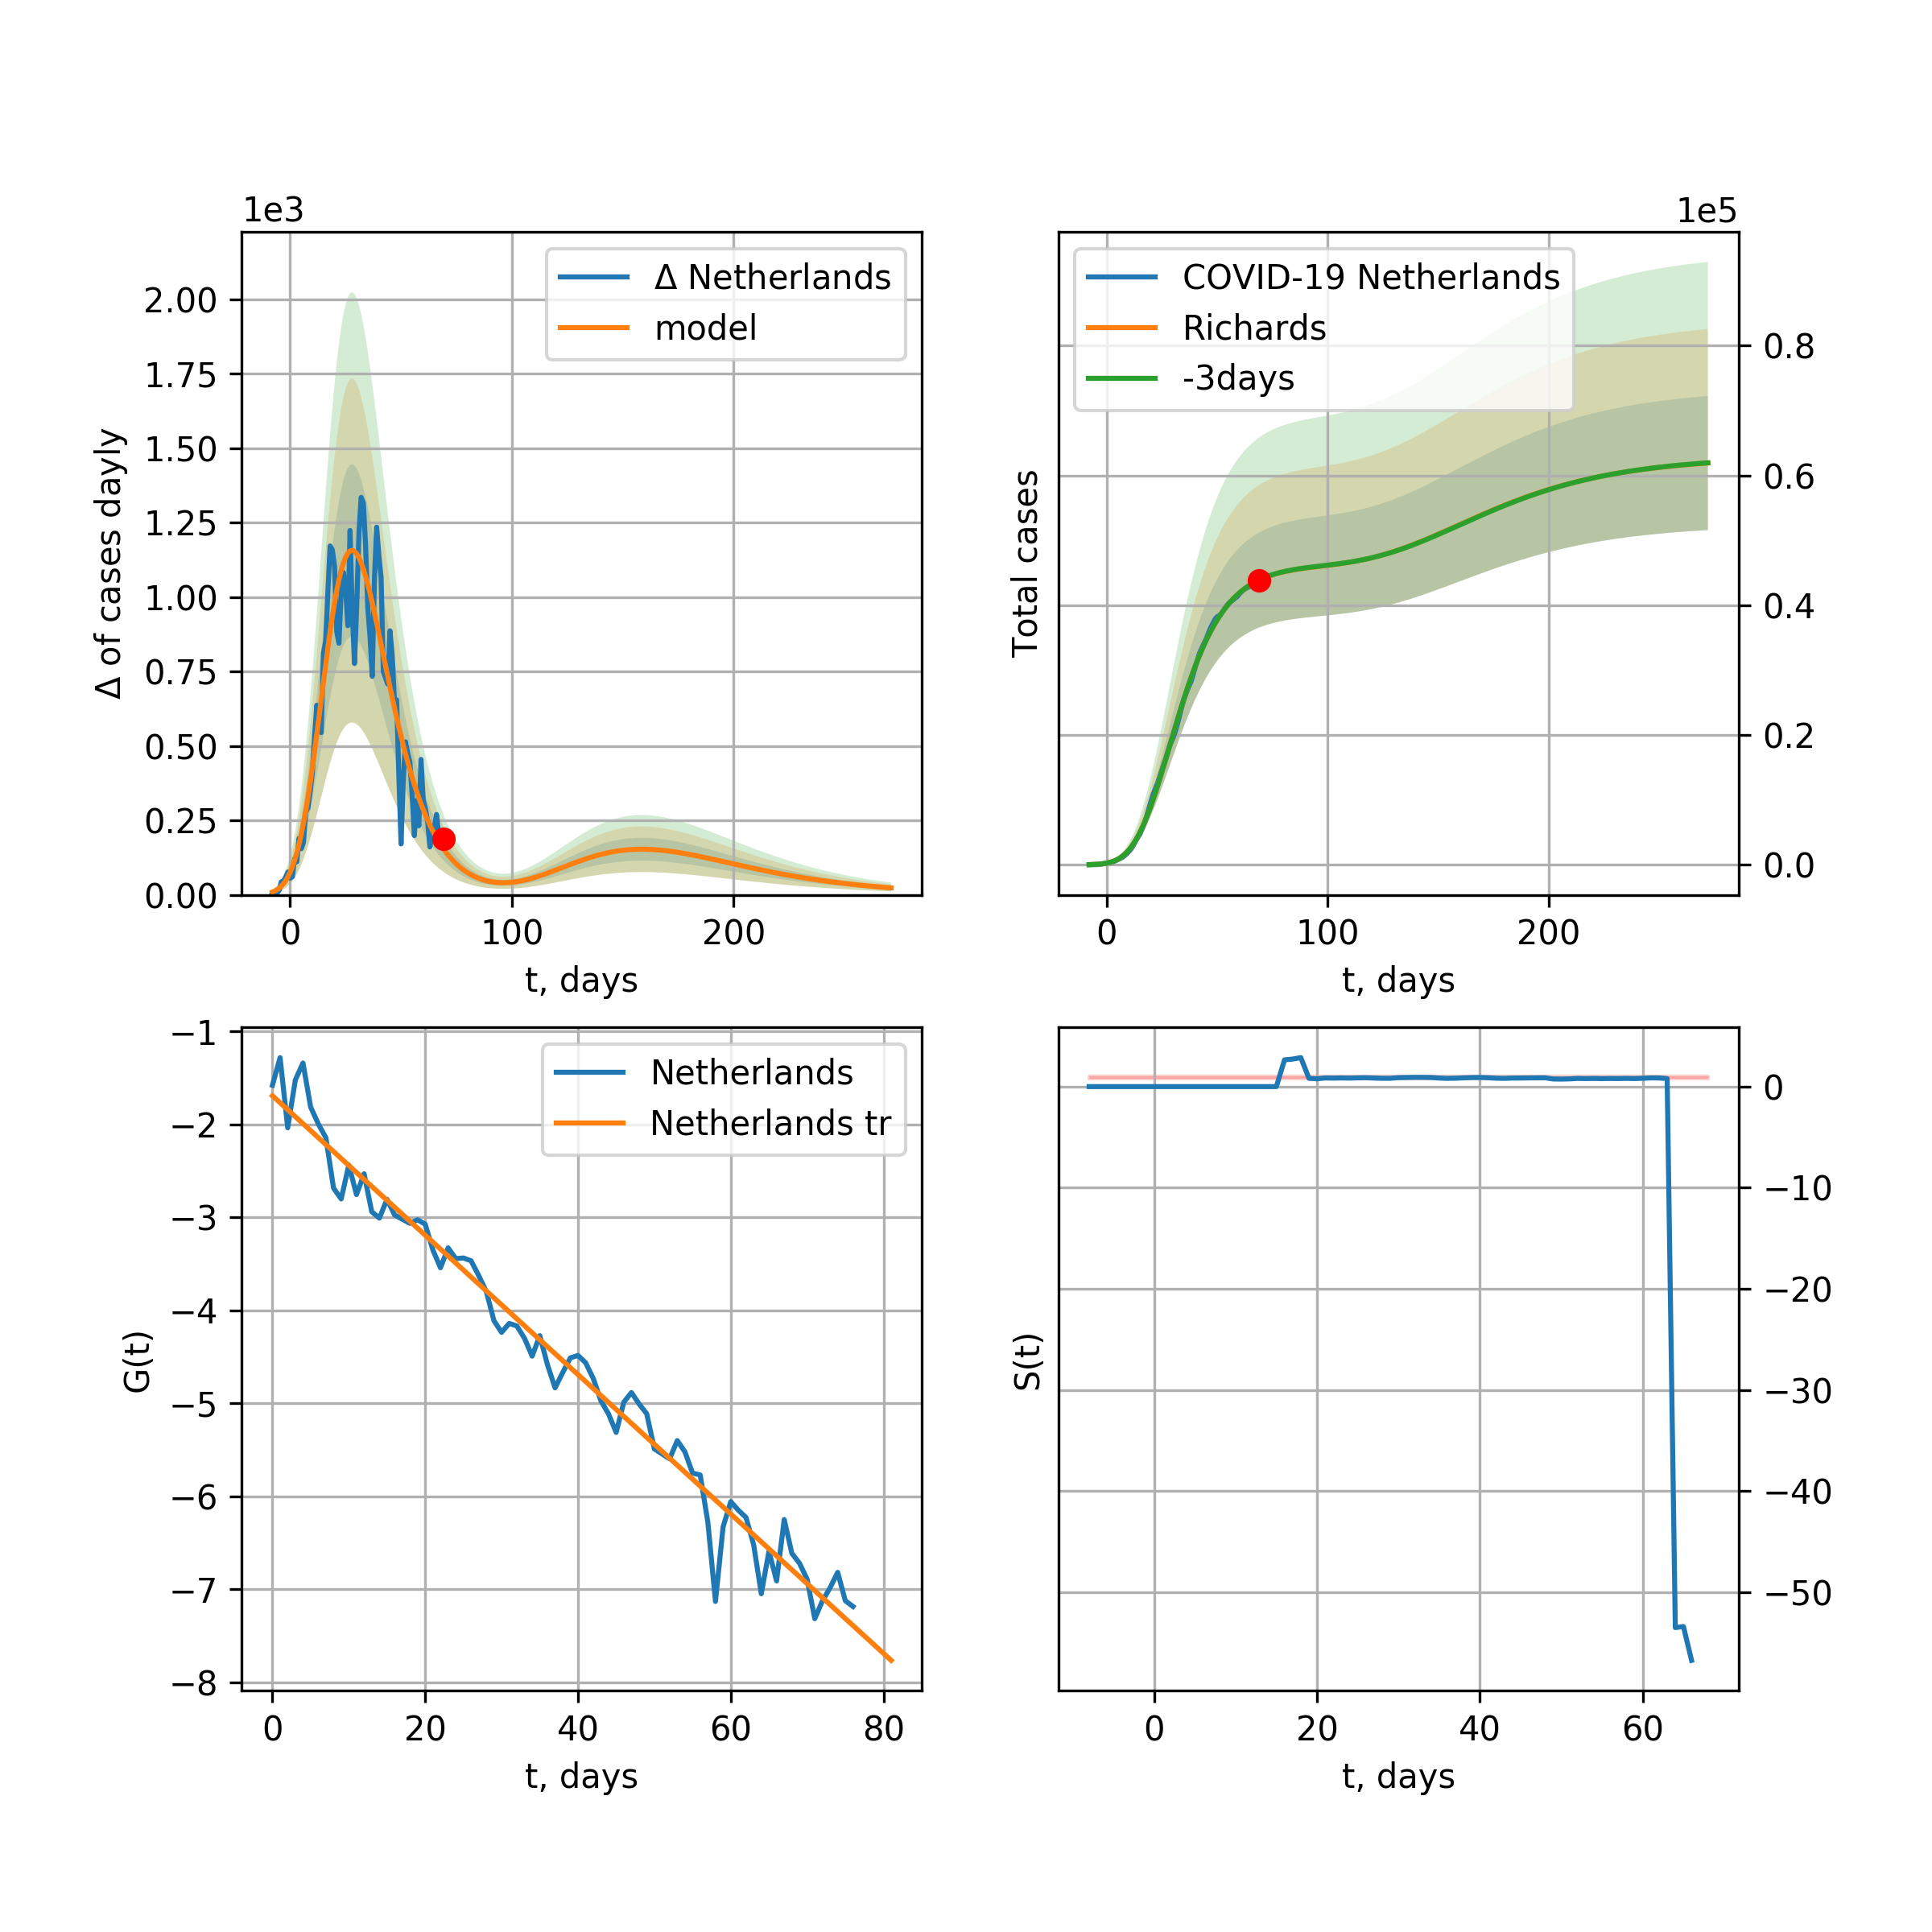 1e3
Δ Netherlands
model
2.00
1.75
1.50
1.25
1.00
0.75
0.50
0.25
0.00
Δ of cases dayly
0 100 200
t, days
1e5
COVID-19 Netherlands
Richards
-3days
0.8
0.6
0.4
0.2
0.0
Total cases
0 100 200
t, days
Netherlands
Netherlands tr
−1
−2
−3
−4
−5
−6
−7
−8
G(t)
0 20 40 60 80
t, days
0
−10
−20
−30
−40
−50
S(t)
0 20 40 60
t, days